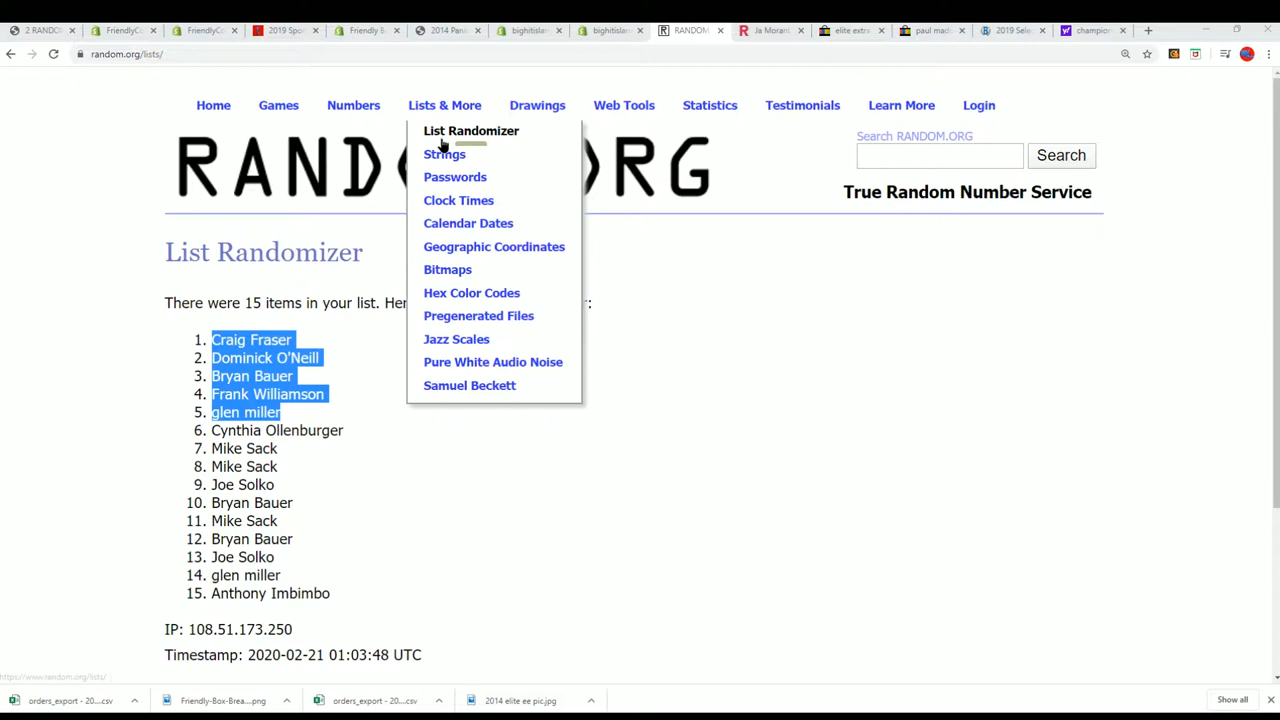 2 RANDO
FriendlyCo
FriendlyCo
2019 Spo
Friendly B
2014 Pani
bighitislan
bighitislan
RANDOM
Ja Morant
elite extra
paul mad
2019 Sele
champion
random.org/lists/
Home Games Numbers Lists & More Drawings Web Tools Statistics Testimonials Learn More Login
List Randomizer
Strings
Passwords
Clock Times
Calendar Dates
Geographic Coordinates
Bitmaps
Hex Color Codes
Pregenerated Files
Jazz Scales
Pure White Audio Noise
Samuel Beckett
RAND RG
Search RANDOM.ORG
Search
True Random Number Service
List Randomizer
There were 15 items in your list. Her :
1. Craig Fraser
2. Dominick O'Neill
3. Bryan Bauer
4. Frank Williamson
5. glen miller
6. Cynthia Ollenburger
7. Mike Sack
8. Mike Sack
9. Joe Solko
10. Bryan Bauer
11. Mike Sack
12. Bryan Bauer
13. Joe Solko
14. glen miller
15. Anthony Imbimbo
IP: 108.51.173.250
Timestamp: 2020-02-21 01:03:48 UTC
https://www.random.org/lists/
orders_export - 20....csv
Friendly-Box-Brea....png
orders_export - 20....csv
2014 elite ee pic.jpg
Show all